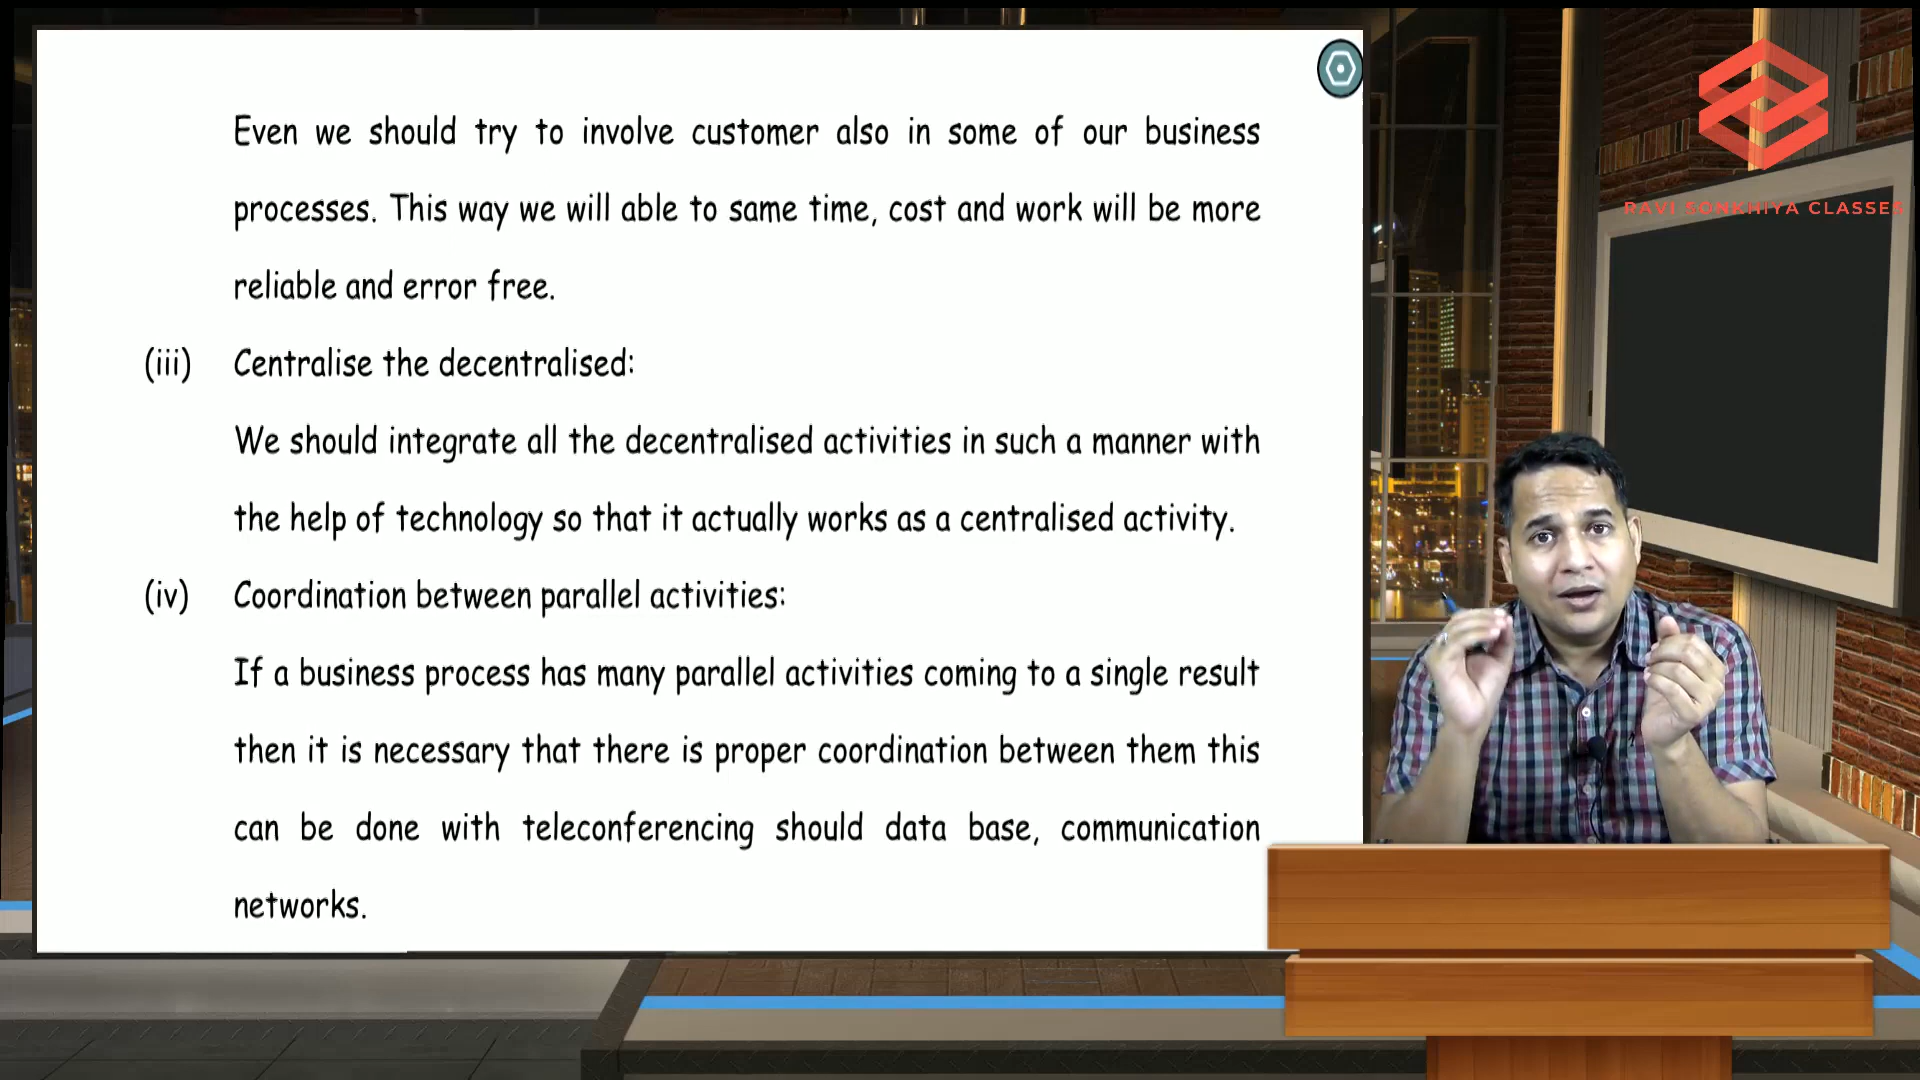 Even we should try to involve customer also in some of our business
processes. This way we will able to same time, cost and work will be more
reliable and error free.
(iii) Centralise the decentralised:
We should integrate all the decentralised activities in such a manner with
the help of technology so that it actually works as a centralised activity.
(iv) Coordination between parallel activities:
If a business process has many parallel activities coming to a single result
then it is necessary that there is proper coordination between them this
can be done with teleconferencing should data base, communication
networks.
RAVI SONKHIYA CLASSES